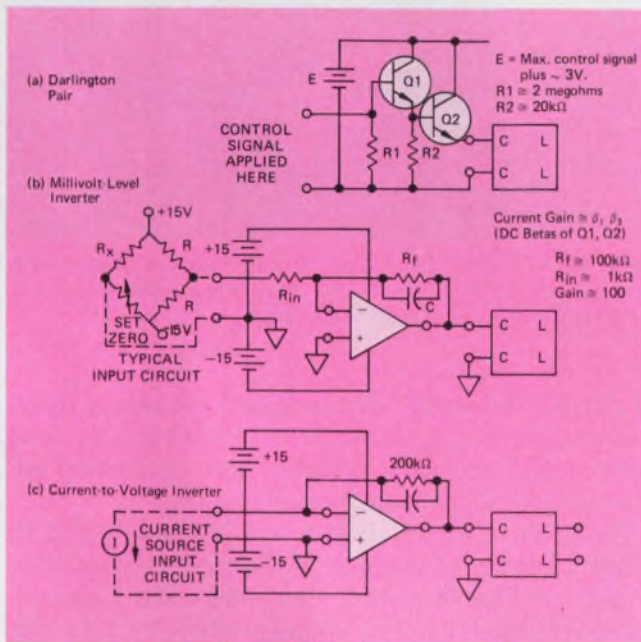 (a) Darlington
Pair
E
Q1
Q2
E = Max. control signal
plus ~ 3V.
R1 ≅ 2 megohms
R2 ≅ 20kΩ
CONTROL
SIGNAL
APPLIED
HERE
R1
R2
C L
(b) Millivolt-Level
Inverter
+15V
Rx
R
R
SET
ZERO
-15V
TYPICAL
INPUT CIRCUIT
+15
-15
Rin
Rf
C
−
+
C L
Current Gain ≅ β1 β2
(DC Betas of Q1, Q2)
Rf ≅ 100kΩ
Rin ≅ 1kΩ
Gain ≅ 100
(c) Current-to-Voltage Inverter
+15
200kΩ
I
CURRENT
SOURCE
INPUT
CIRCUIT
−15
−
+
C L